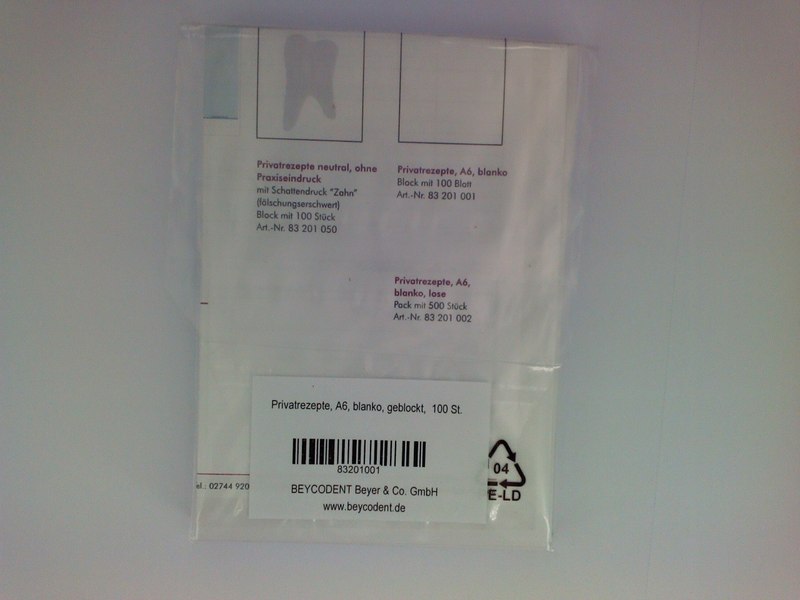 Privatrezepte neutral, ohne
Praxiseindruck
mit Schattendruck "Zahn"
(fälschungserschwert)
Block mit 100 Stück
Art.-Nr. 83 201 050
Privatrezepte, A6, blanko
Block mit 100 Blatt
Art.-Nr. 83 201 001
Privatrezepte, A6,
blanko, lose
Pack mit 500 Stück
Art.-Nr. 83 201 002
Privatrezepte, A6, blanko, geblockt, 100 St.
83201001
BEYCODENT Beyer & Co. GmbH
www.beycodent.de
el.: 02744 920
04
E-LD